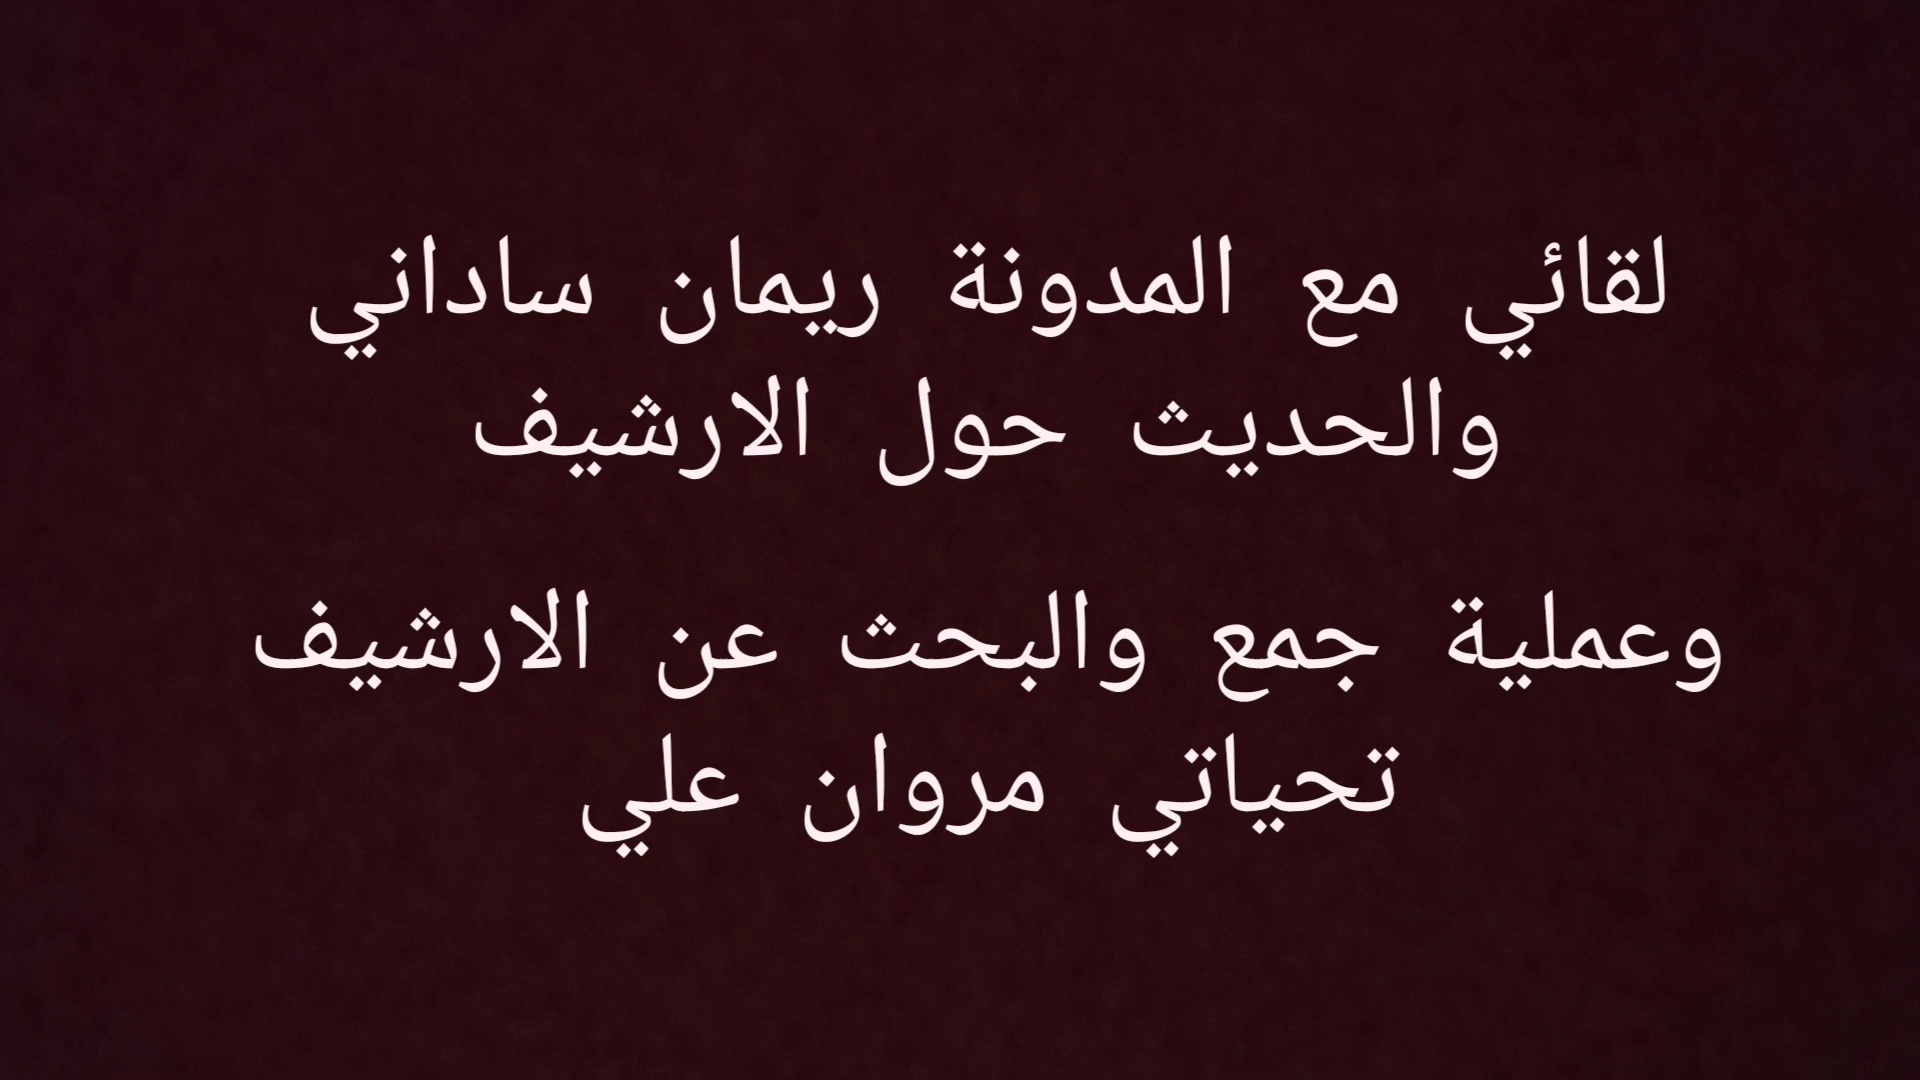 لقائي مع المدونة ريمان ساداني
والحديث حول الارشيف
وعملية جمع والبحث عن الارشيف
تحياتي مروان علي